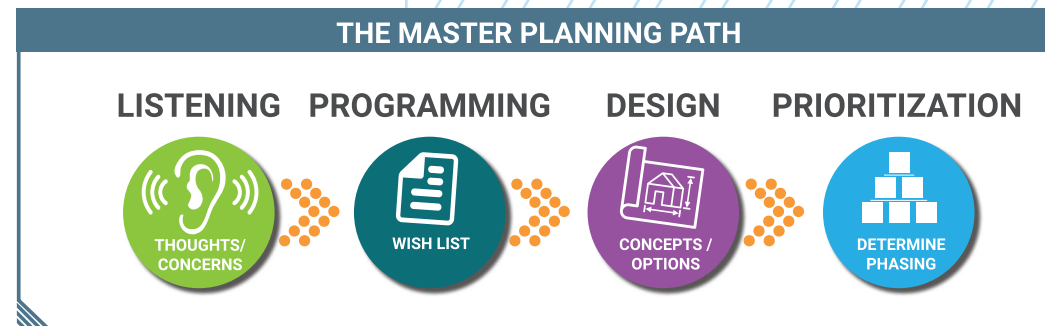 THE MASTER PLANNING PATH
LISTENING
PROGRAMMING
DESIGN
PRIORITIZATION
THOUGHTS/
CONCERNS
WISH LIST
CONCEPTS /
OPTIONS
DETERMINE
PHASING